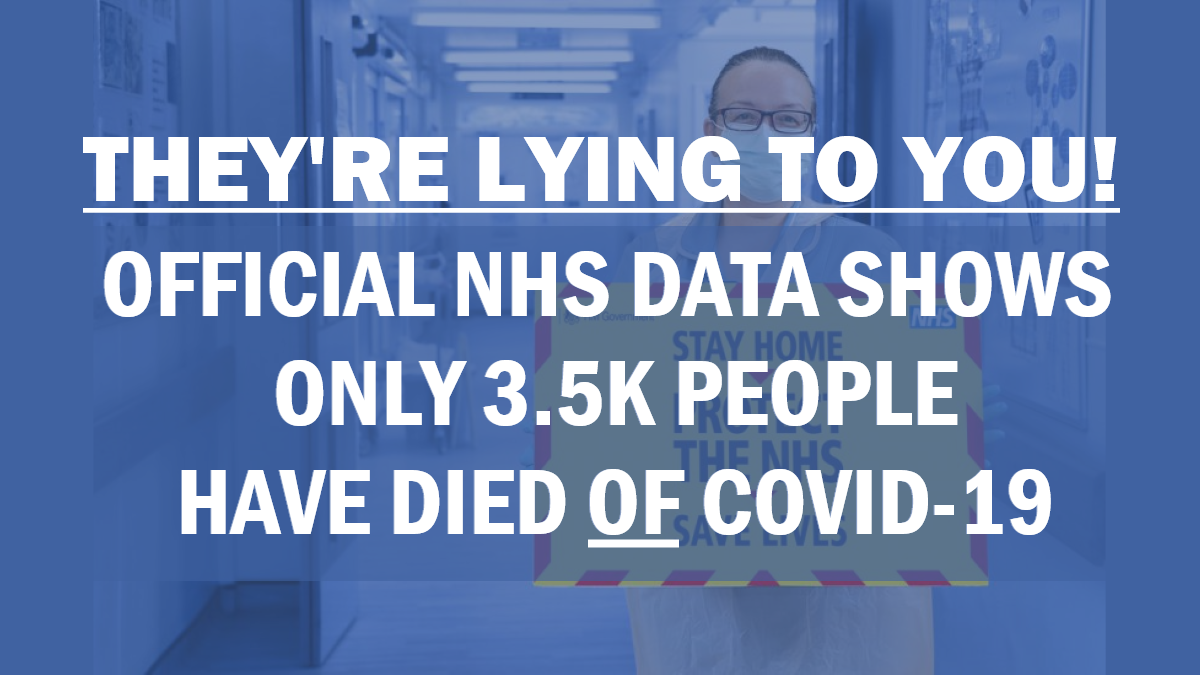 THEY'RE LYING TO YOU!
OFFICIAL NHS DATA SHOWS
ONLY 3.5K PEOPLE
HAVE DIED OF COVID-19
NHS
STAY HOME
PROTECT
THE NHS
SAVE LIVES